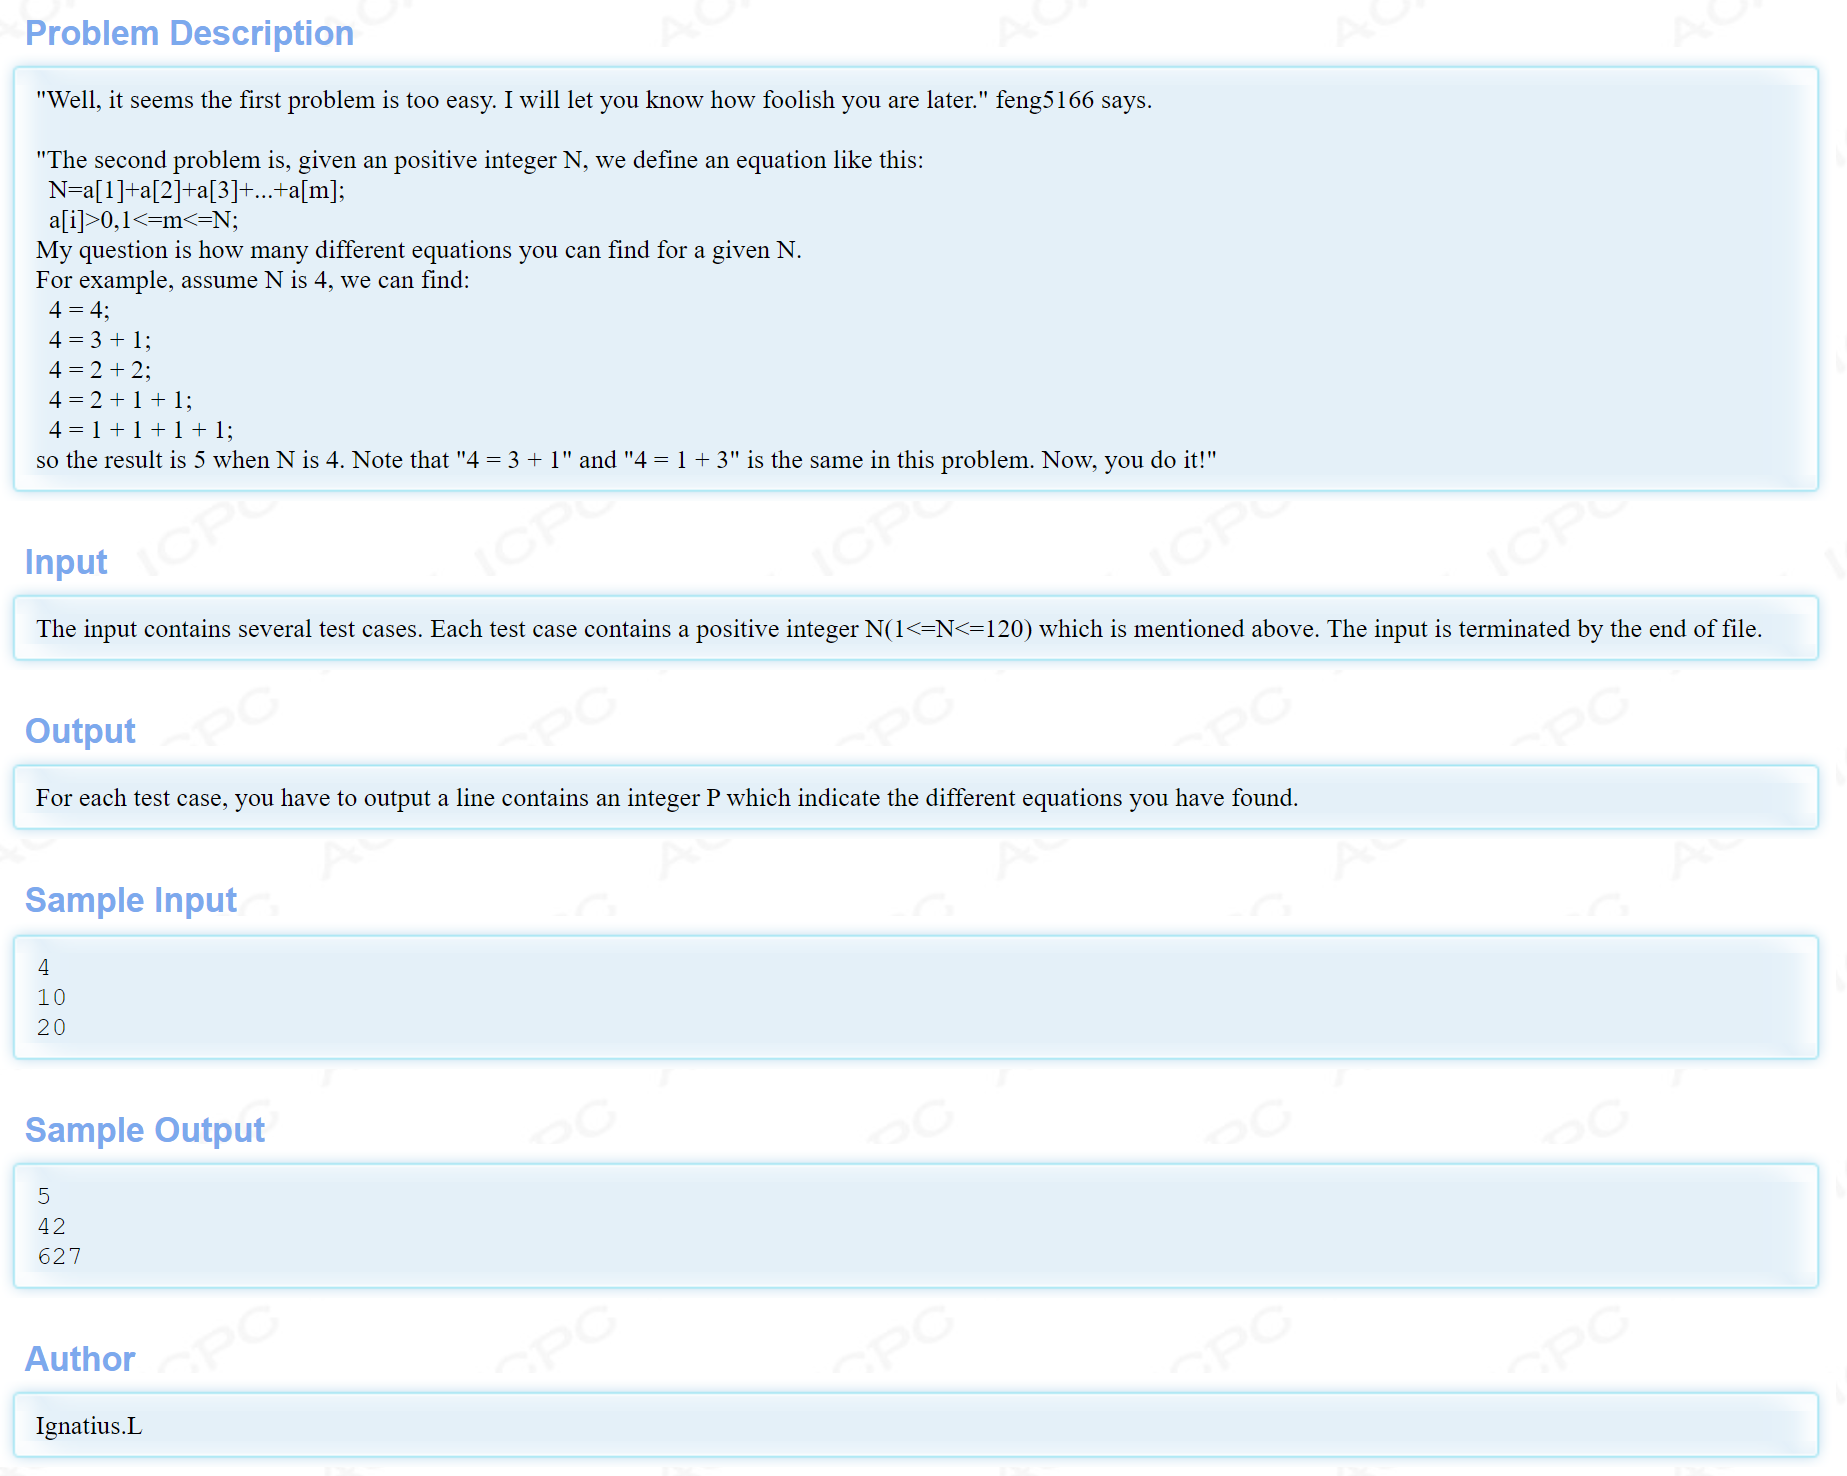 Problem Description
"Well, it seems the first problem is too easy. I will let you know how foolish you are later." feng5166 says.
"The second problem is, given an positive integer N, we define an equation like this:
N=a[1]+a[2]+a[3]+...+a[m];
a[i]>0,1<=m<=N;
My question is how many different equations you can find for a given N.
For example, assume N is 4, we can find:
4 = 4;
4 = 3 + 1;
4 = 2 + 2;
4 = 2 + 1 + 1;
4 = 1 + 1 + 1 + 1;
so the result is 5 when N is 4. Note that "4 = 3 + 1" and "4 = 1 + 3" is the same in this problem. Now, you do it!"
Input
The input contains several test cases. Each test case contains a positive integer N(1<=N<=120) which is mentioned above. The input is terminated by the end of file.
Output
For each test case, you have to output a line contains an integer P which indicate the different equations you have found.
Sample Input
4
10
20
Sample Output
5
42
627
Author
Ignatius.L